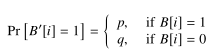 Pr [B′[i] = 1] = { p, if B[i] = 1
q, if B[i] = 0